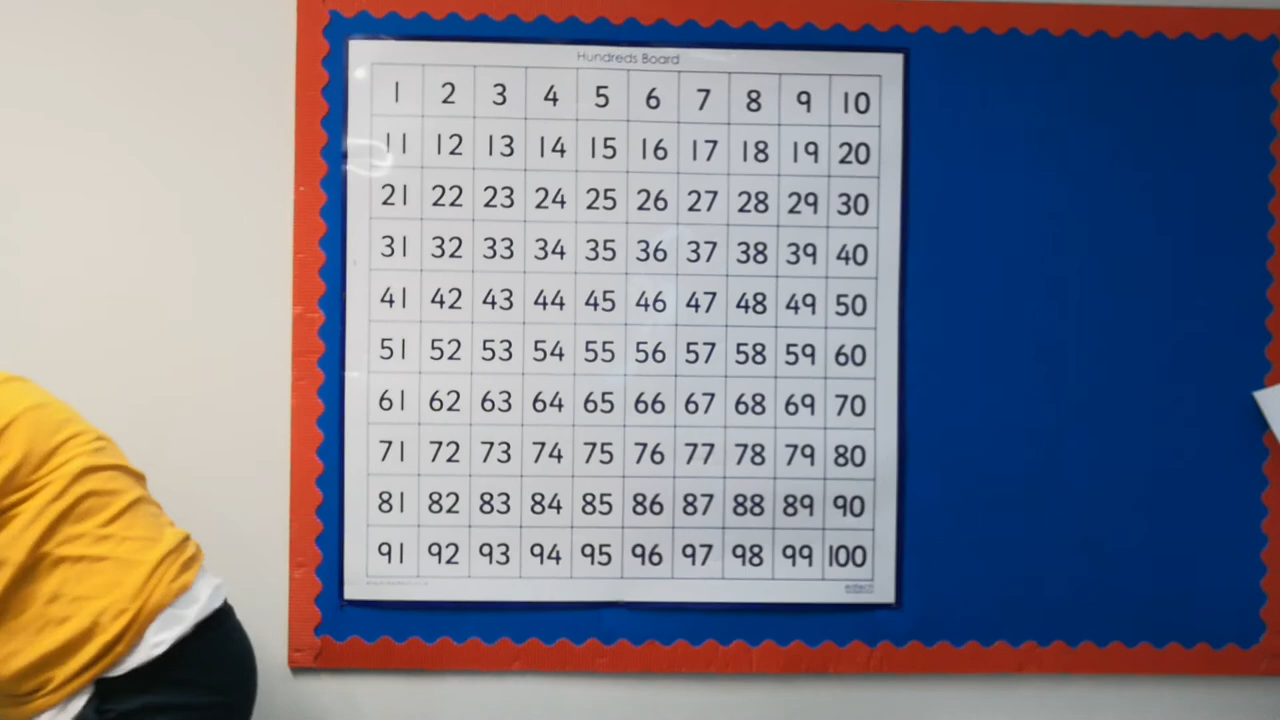 Hundreds Board
1 2 3 4 5 6 7 8 9 10
11 12 13 14 15 16 17 18 19 20
21 22 23 24 25 26 27 28 29 30
31 32 33 34 35 36 37 38 39 40
41 42 43 44 45 46 47 48 49 50
51 52 53 54 55 56 57 58 59 60
61 62 63 64 65 66 67 68 69 70
71 72 73 74 75 76 77 78 79 80
81 82 83 84 85 86 87 88 89 90
91 92 93 94 95 96 97 98 99 100